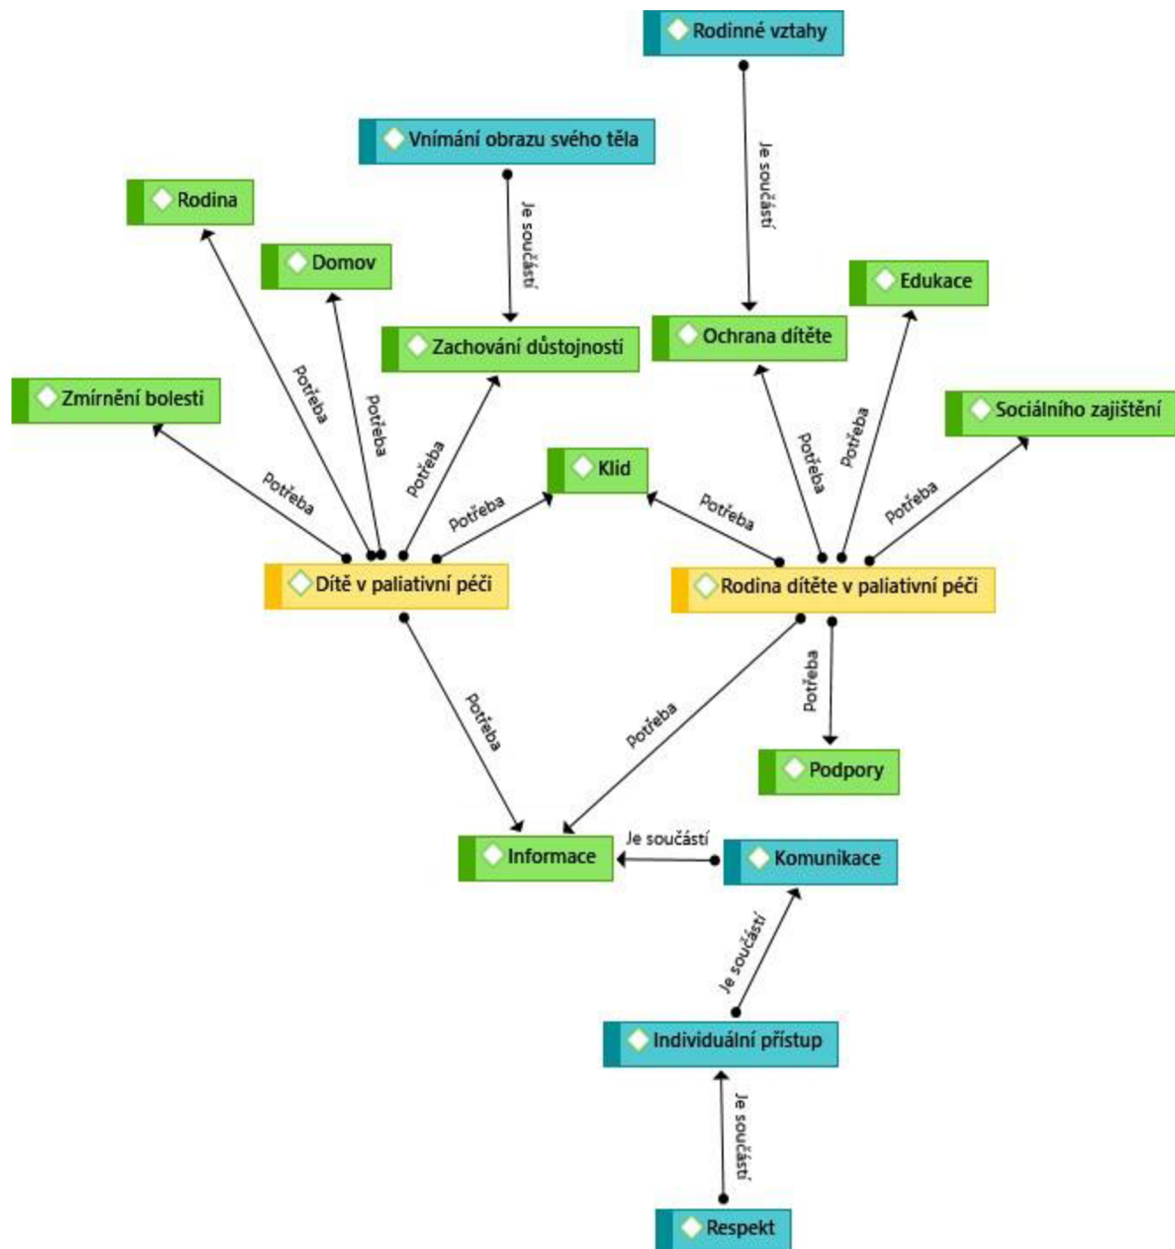 Rodinné vztahy
Vnímání obrazu svého těla
Je součástí
Rodina
Je součástí
Domov
Edukace
Ochrana dítěte
Zachování důstojnosti
Zmírnění bolesti
Sociálního zajištění
Potřeba
Potřeba
Potřeba
Potřeba
Potřeba
Klid
Potřeba
Potřeba
Potřeba
Potřeba
Potřeba
Dítě v paliativní péči
Rodina dítěte v paliativní péči
Potřeba
Potřeba
Potřeba
Podpory
Informace
Je součástí
Komunikace
Je součástí
Individuální přístup
Je součástí
Respekt